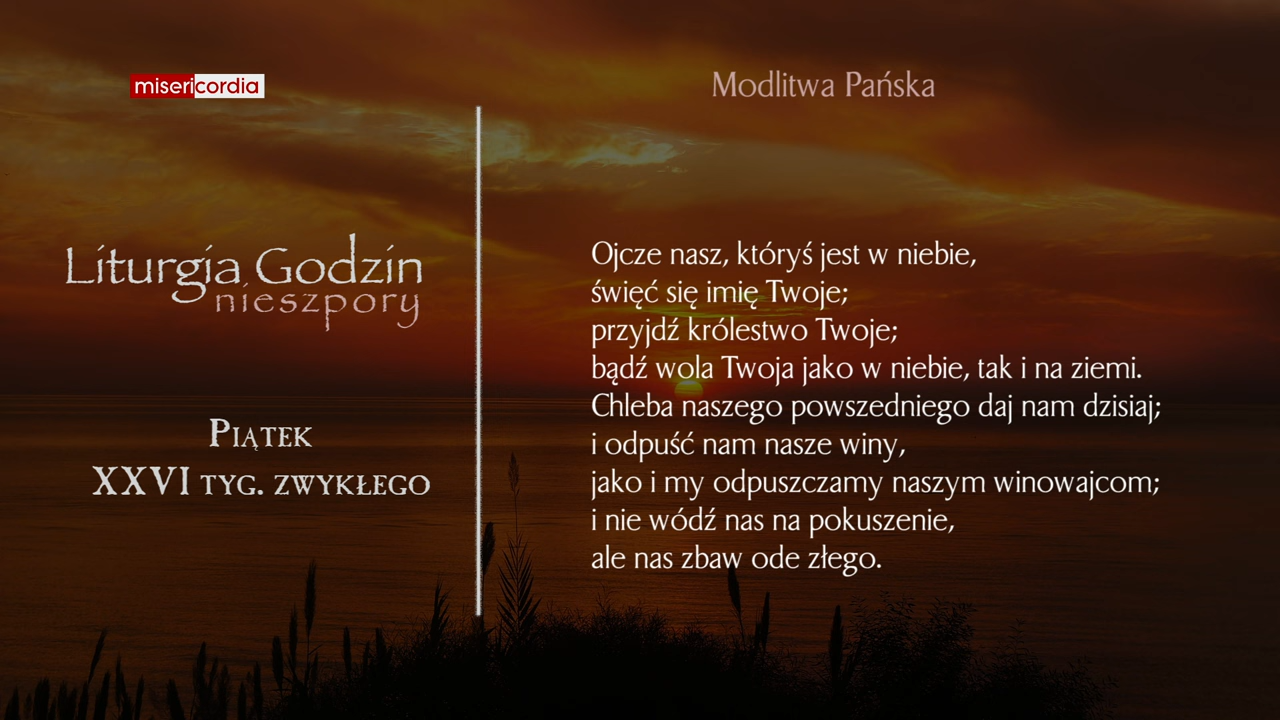 misericordia
Liturgia Godzin
nieszpory
Piątek
XXVI tyg. zwykłego
Modlitwa Pańska
Ojcze nasz, któryś jest w niebie,
święć się imię Twoje;
przyjdź królestwo Twoje;
bądź wola Twoja jako w niebie, tak i na ziemi.
Chleba naszego powszedniego daj nam dzisiaj;
i odpuść nam nasze winy,
jako i my odpuszczamy naszym winowajcom;
i nie wódź nas na pokuszenie,
ale nas zbaw ode złego.